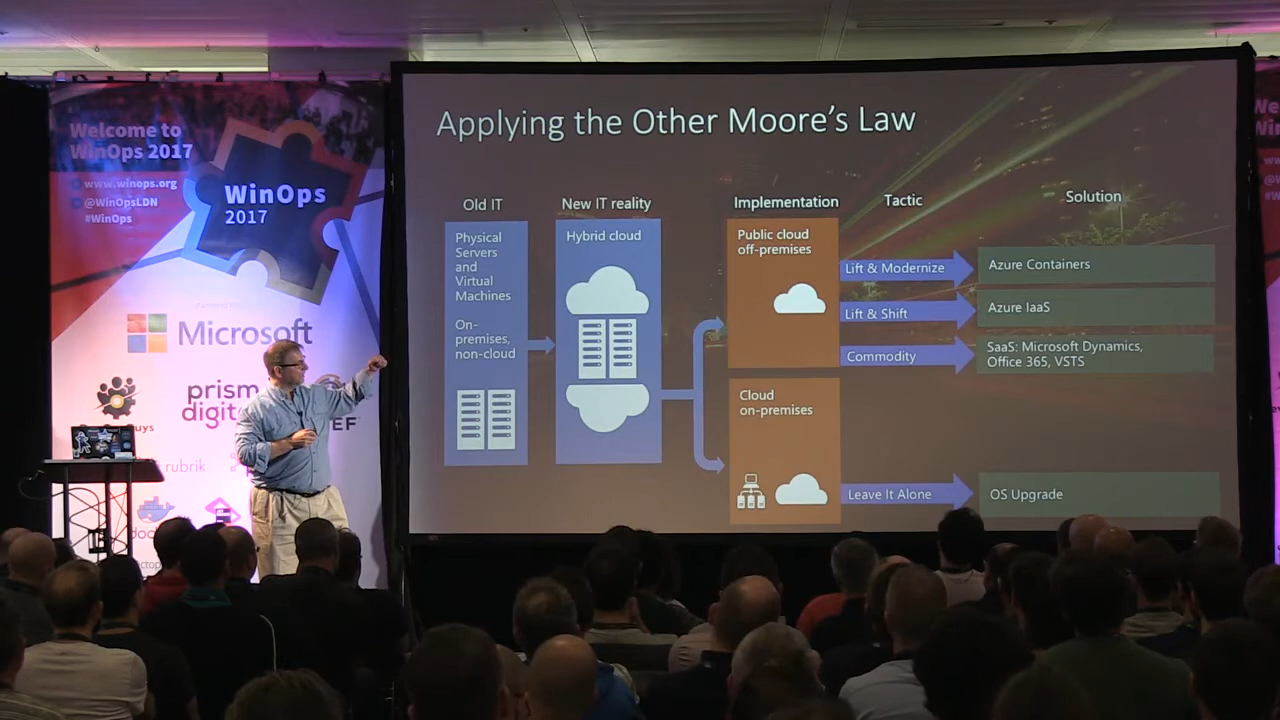 Welcome to
WinOps 2017
www.winops.org
@WinOpsLDN
#WinOps
WinOps
2017
Microsoft
prism
digit
EF
uys
rubrik
Applying the Other Moore's Law
Old IT
New IT reality
Implementation
Tactic
Solution
Physical
Servers
and
Virtual
Machines
On-
premises,
non-cloud
Hybrid cloud
Public cloud
off-premises
Lift & Modernize
Azure Containers
Lift & Shift
Azure IaaS
Commodity
SaaS: Microsoft Dynamics,
Office 365, VSTS
Cloud
on-premises
Leave It Alone
OS Upgrade